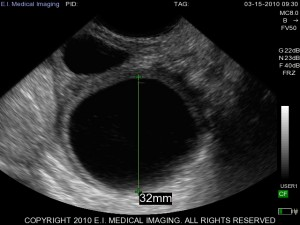 E.I. Medical Imaging PID: TAG: 03-15-2010 09:30
MC8.0
B
FV50
G22dB
N23dB
F 40dB
FRZ
32mm
USER1
CF
COPYRIGHT 2010 E.I. MEDICAL IMAGING. ALL RIGHTS RESERVED